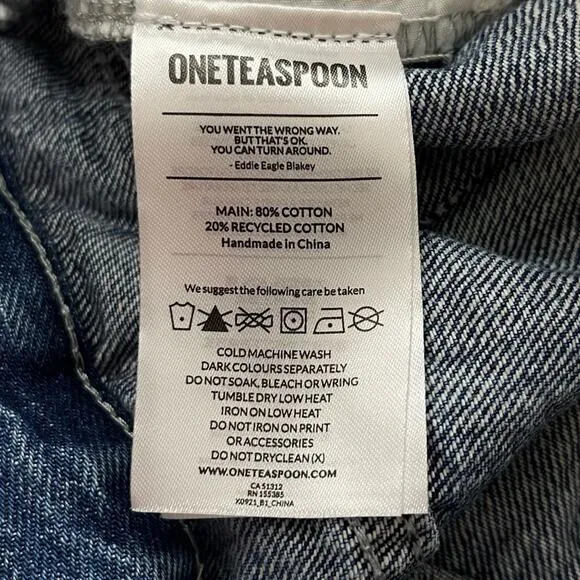 ONETEASPOON
YOU WENT THE WRONG WAY.
BUT THAT'S OK.
YOU CAN TURN AROUND.
- Eddie Eagle Blakey
MAIN: 80% COTTON
20% RECYCLED COTTON
Handmade in China
We suggest the following care be taken
COLD MACHINE WASH
DARK COLOURS SEPARATELY
DO NOT SOAK, BLEACH OR WRING
TUMBLE DRY LOW HEAT
IRON ON LOW HEAT
DO NOT IRON ON PRINT
OR ACCESSORIES
DO NOT DRYCLEAN (X)
WWW.ONETEASPOON.COM
CA 51312
RN 155385
X0921_B1_CHINA